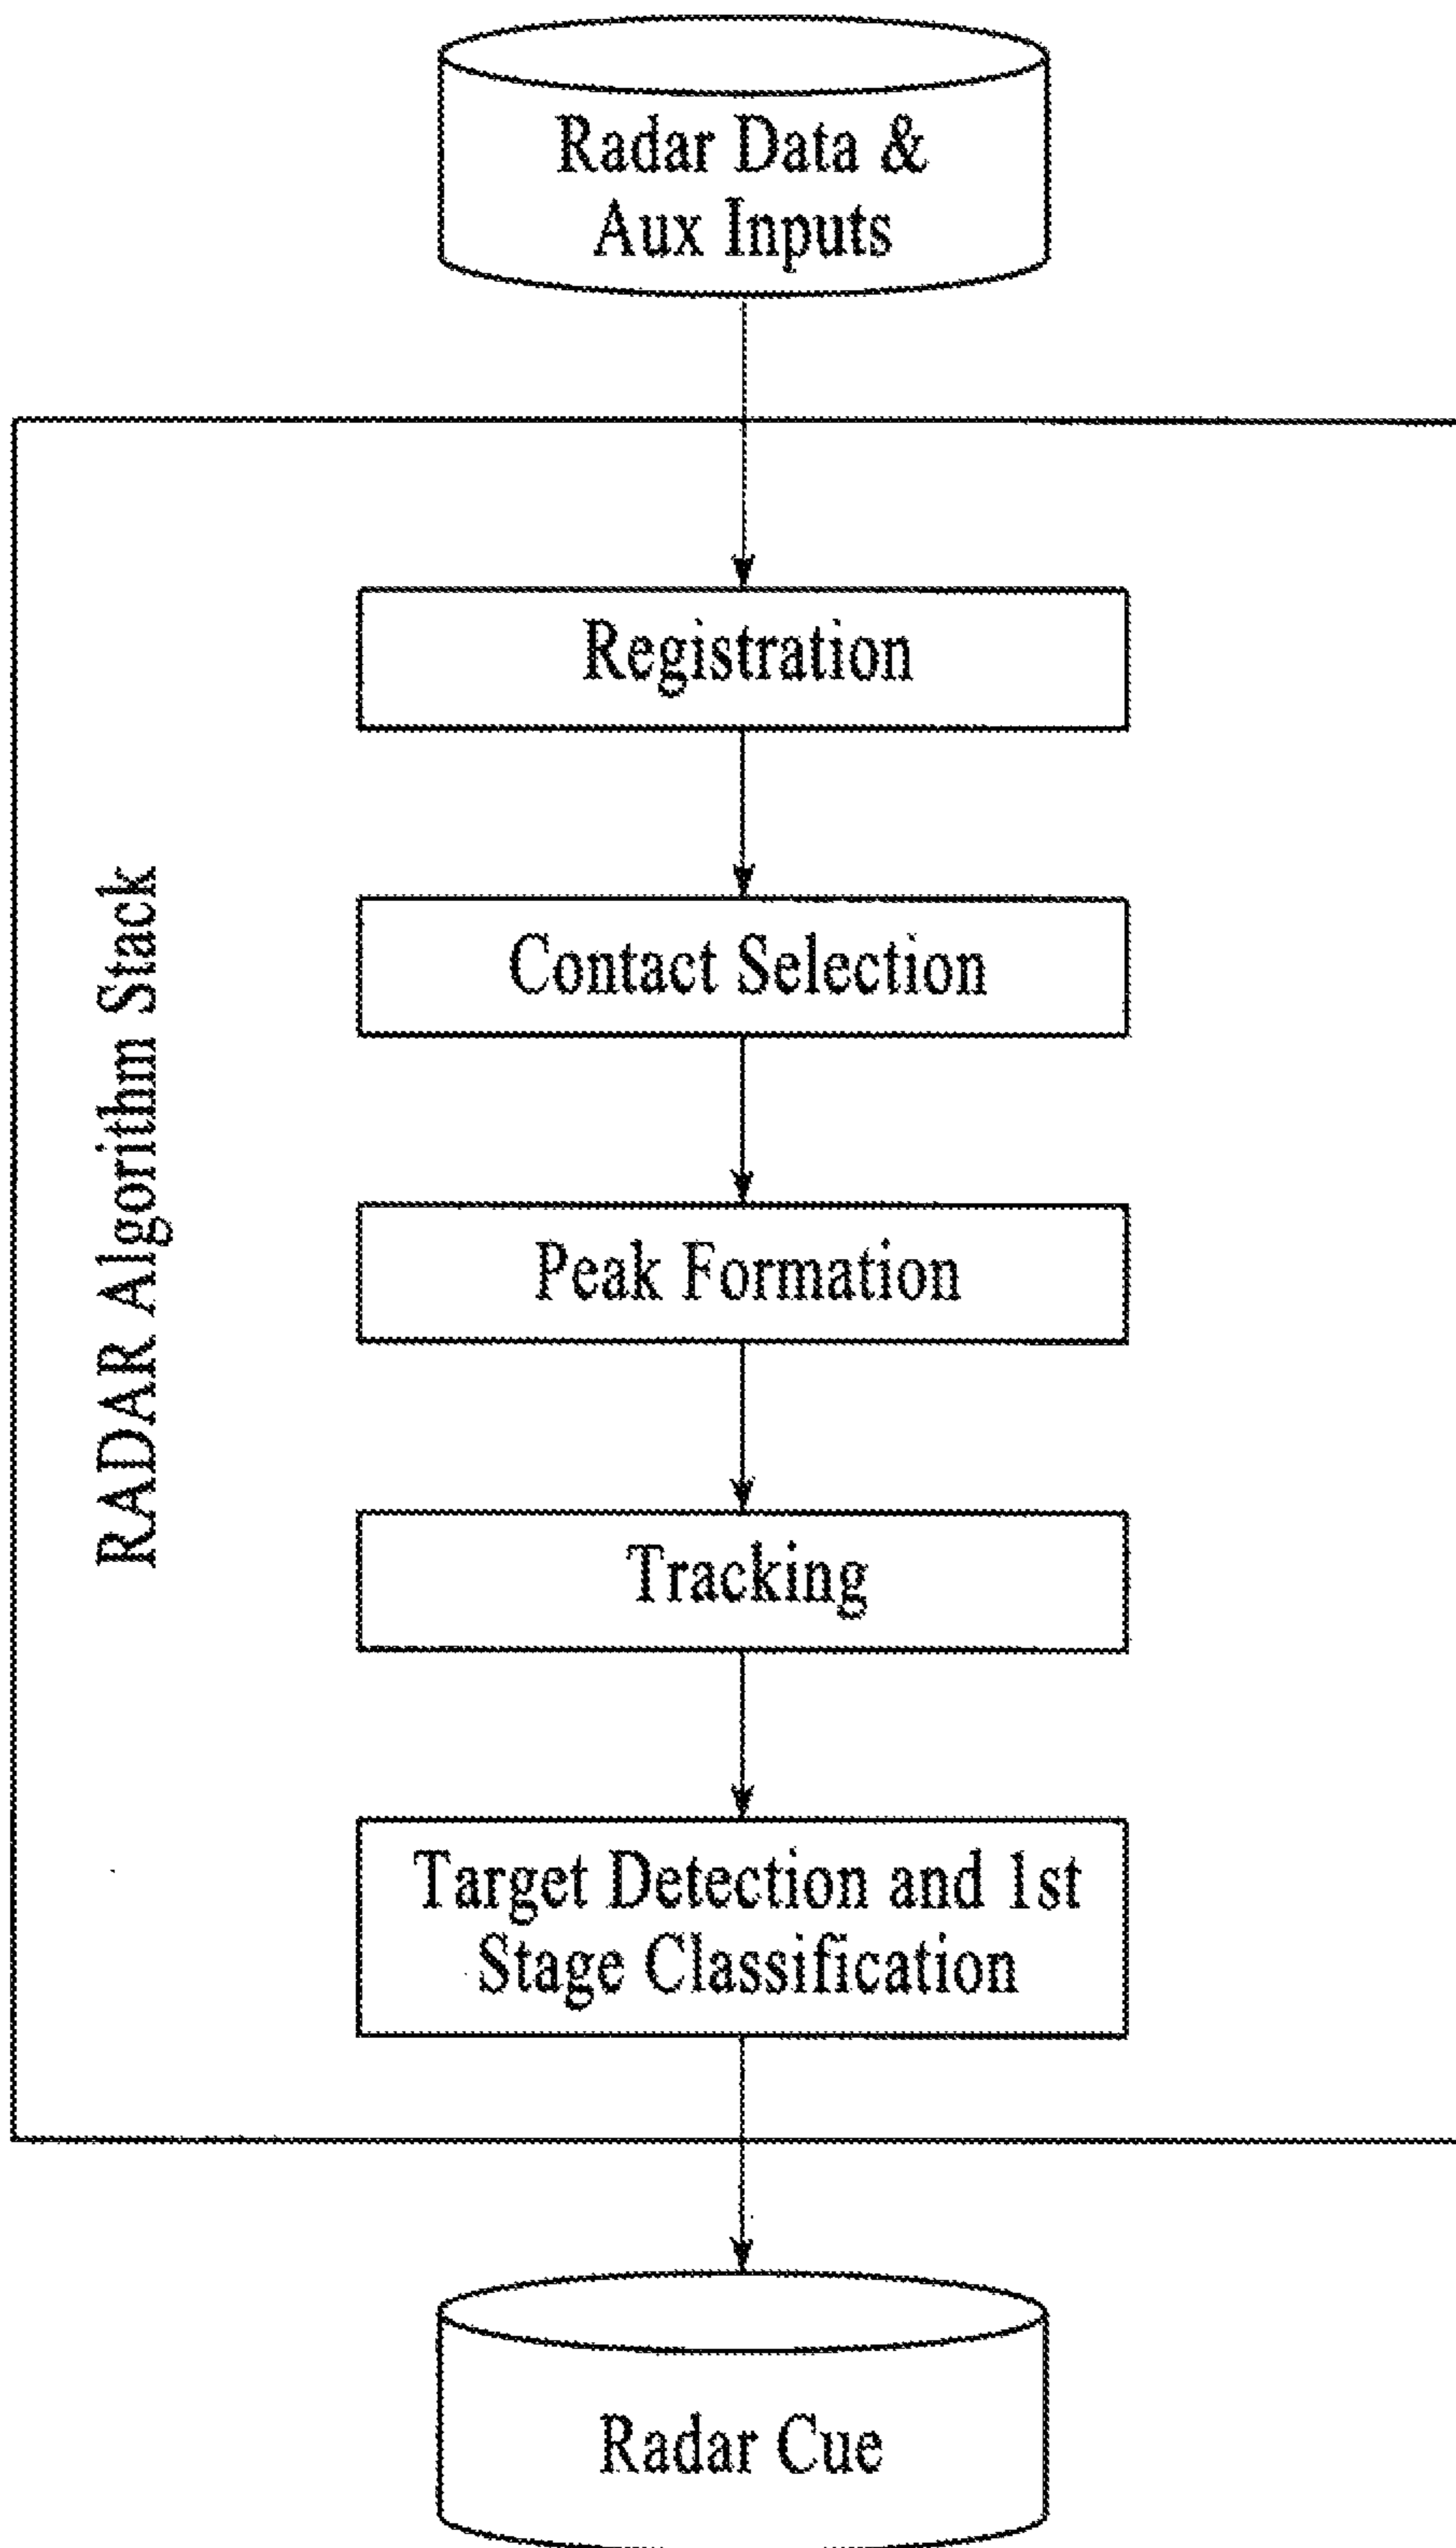 Radar Data &
Aux Inputs
RADAR Algorithm Stack
Registration
Contact Selection
Peak Formation
Tracking
Target Detection and 1st
Stage Classification
Radar Cue